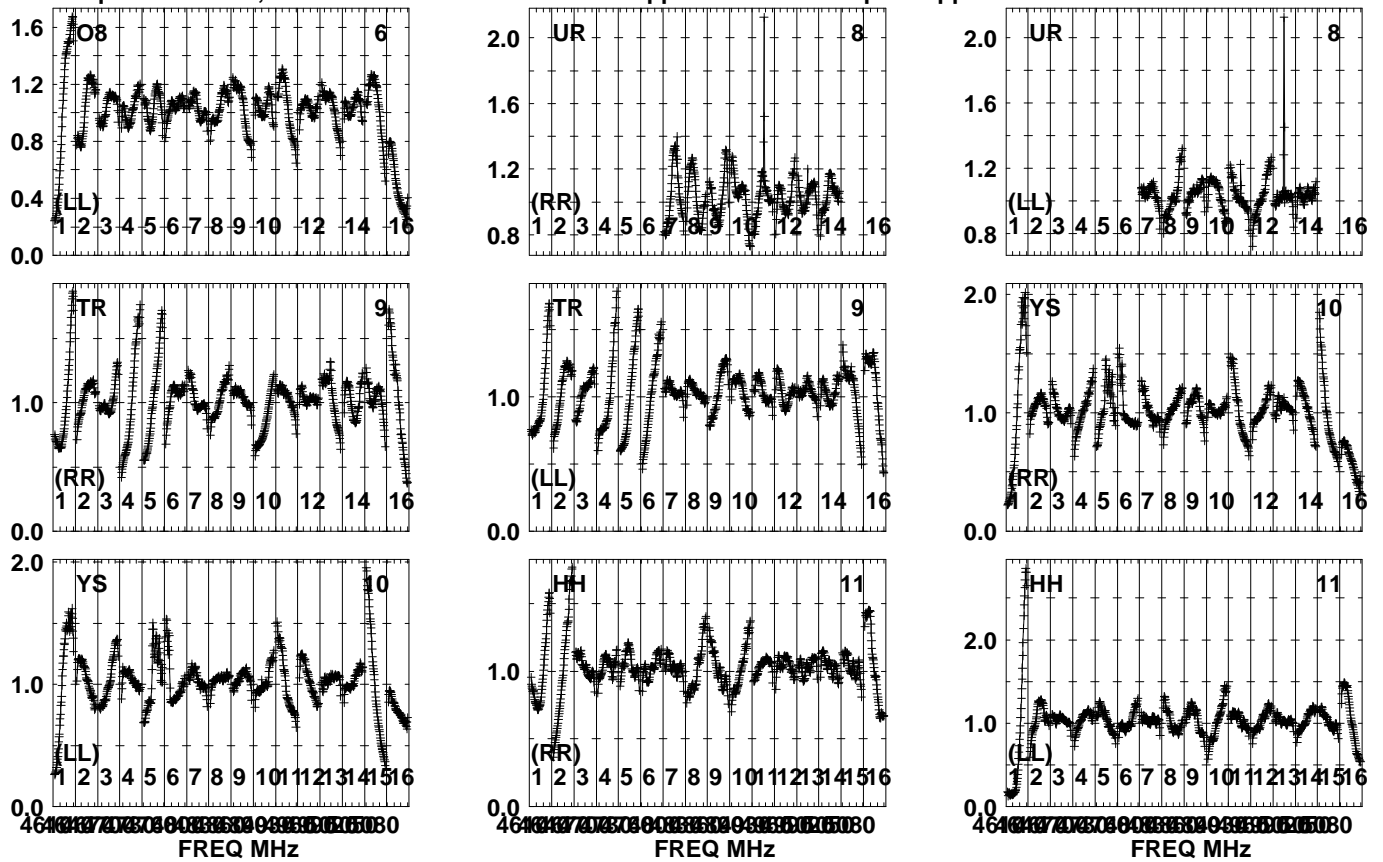 1.6 O8 6
1.2
0.8
0.4 (LL)
1 2 3 4 5 6 7 8 9 10 12 14 16
0.0
2.0 UR 8
1.6
1.2
(RR)
0.8 1 2 3 4 5 6 7 8 9 10 12 14 16
2.0 UR 8
1.6
1.2
(LL)
0.8 1 2 3 4 5 6 7 8 9 10 12 14 16
TR 9
1.0
(RR)
1 2 3 4 5 6 7 8 9 10 12 14 16
0.0
TR 9
1.0
(LL)
1 2 3 4 5 6 7 8 9 10 12 14 16
0.0
2.0 YS 10
1.0
(RR)
1 2 3 4 5 6 7 8 9 10 12 14 16
0.0
2.0 YS 10
1.0
(LL)
1 2 3 4 5 6 7 8 9 10 11 12 13 14 15 16
0.0
FREQ MHz
HH 11
1.0
(RR)
1 2 3 4 5 6 7 8 9 10 11 12 13 14 15 16
0.0
FREQ MHz
HH 11
2.0
1.0
(LL)
1 2 3 4 5 6 7 8 9 10 11 12 13 14 15 16
0.0
FREQ MHz